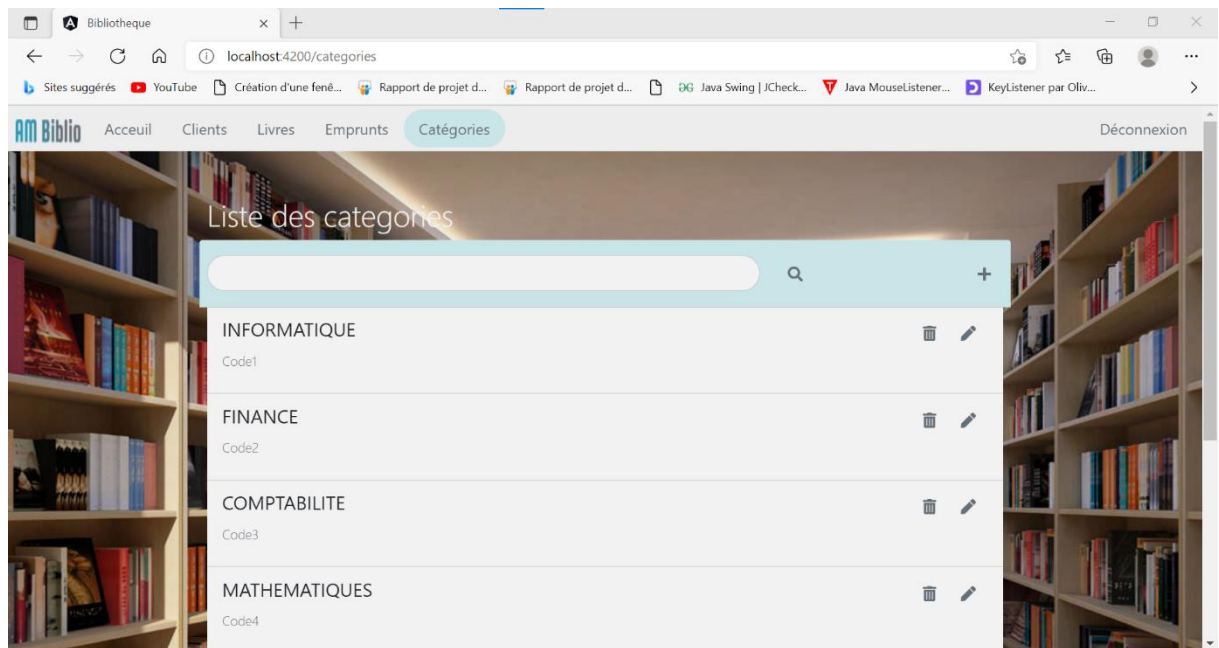 Bibliotheque
localhost:4200/categories
Sites suggérés YouTube Création d'une fenê... Rapport de projet d... Rapport de projet d... Java Swing | JCheck... Java MouseListener... KeyListener par Oliv...
AM Biblio Acceuil Clients Livres Emprunts Catégories Déconnexion
Liste des categories
INFORMATIQUE
Code1
FINANCE
Code2
COMPTABILITE
Code3
MATHEMATIQUES
Code4